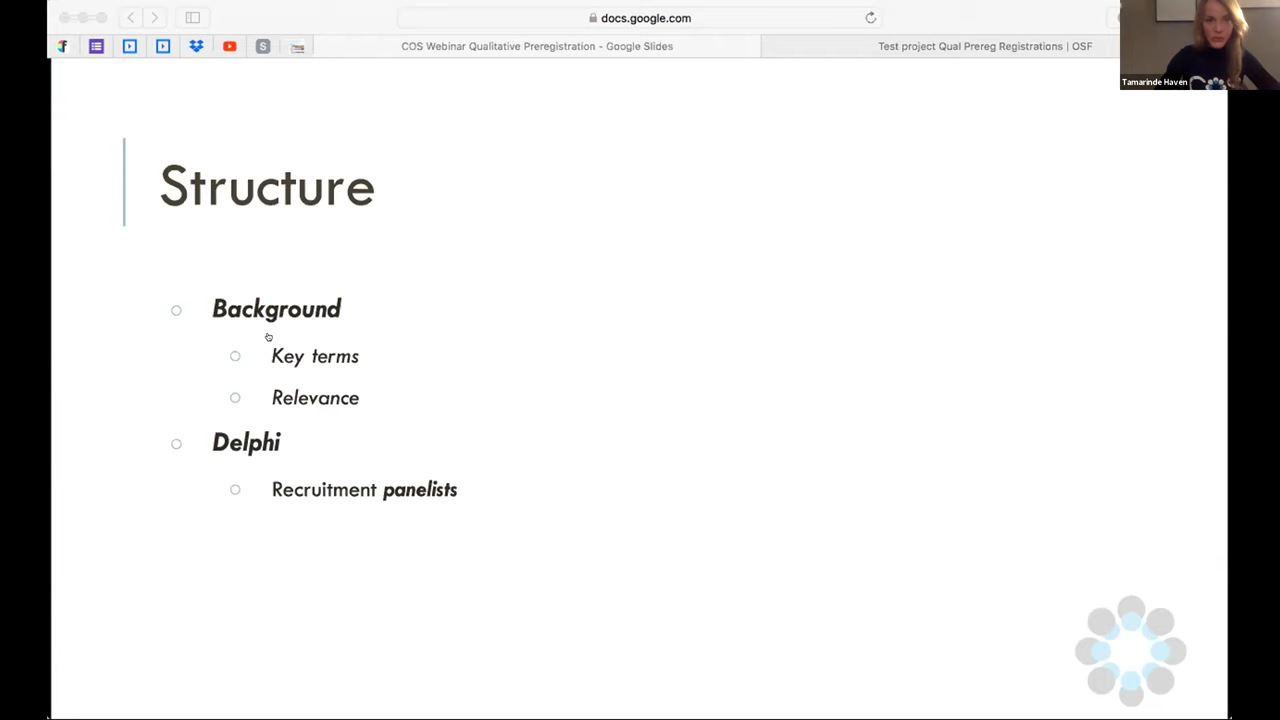 docs.google.com
COS Webinar Qualitative Preregistration - Google Slides
Test project Qual Prereg Registrations | OSF
Tamarinde Haven
Structure
Background
Key terms
Relevance
Delphi
Recruitment panelists